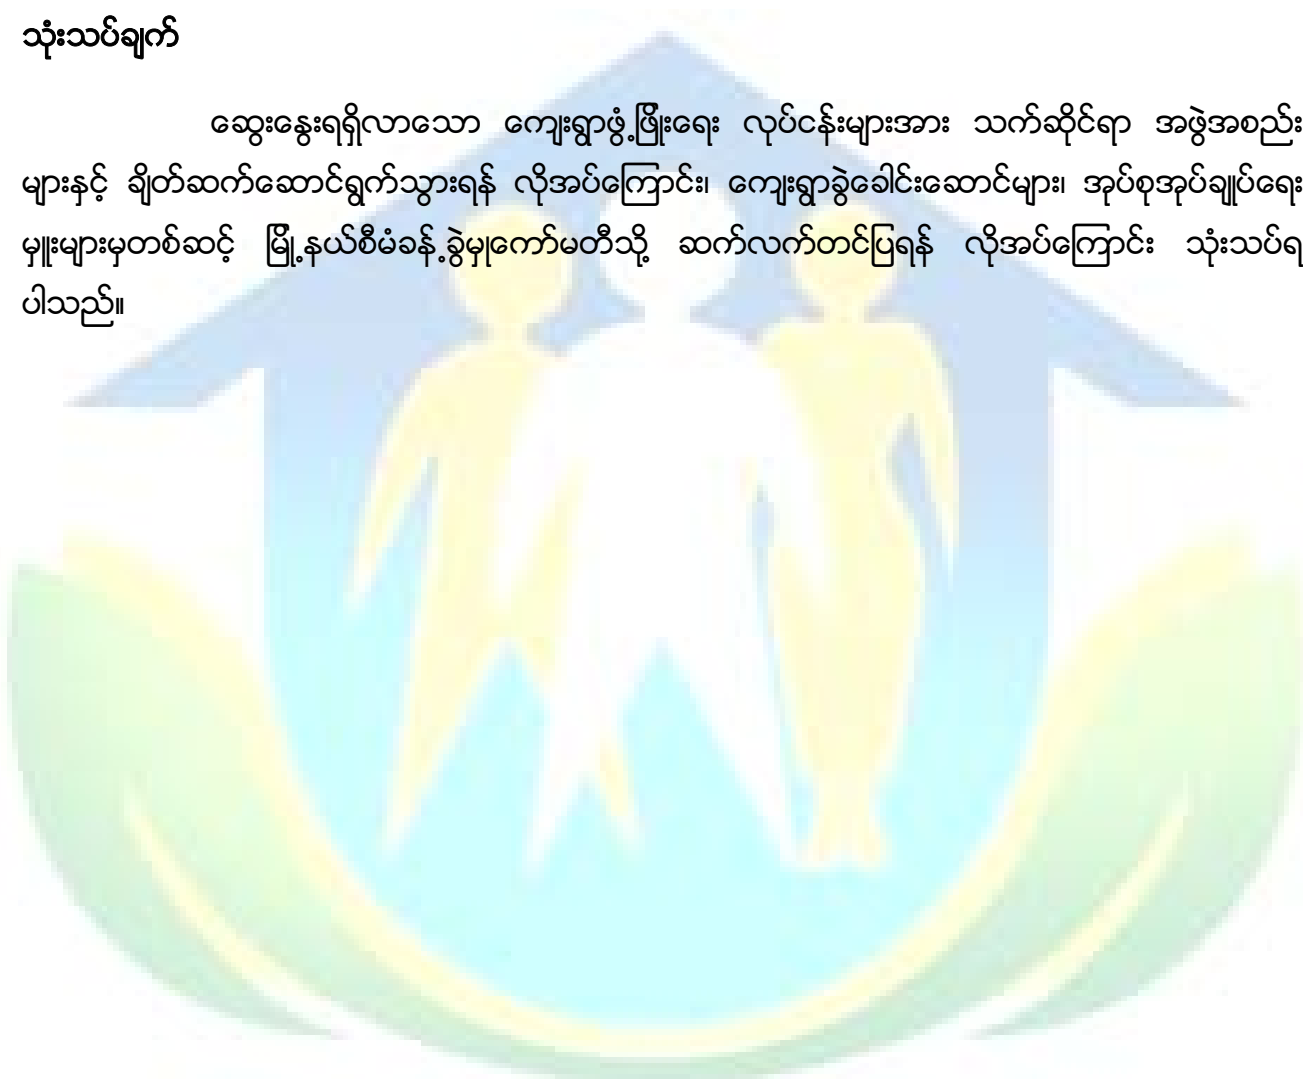 သုံးသပ်ချက်
ဆွေးနွေးရရှိလာသော ကျေးရွာဖွံ့ဖြိုးရေး လုပ်ငန်းများအား သက်ဆိုင်ရာ အဖွဲအစည်း
များနှင့် ချိတ်ဆက်ဆောင်ရွက်သွားရန် လိုအပ်ကြောင်း၊ ကျေးရွာခွဲခေါင်းဆောင်များ၊ အုပ်စုအုပ်ချုပ်ရေး
မှူးများမှတစ်ဆင့် မြို့နယ်စီမံခန့်ခွဲမှုကော်မတီသို့ ဆက်လက်တင်ပြရန် လိုအပ်ကြောင်း သုံးသပ်ရ
ပါသည်။